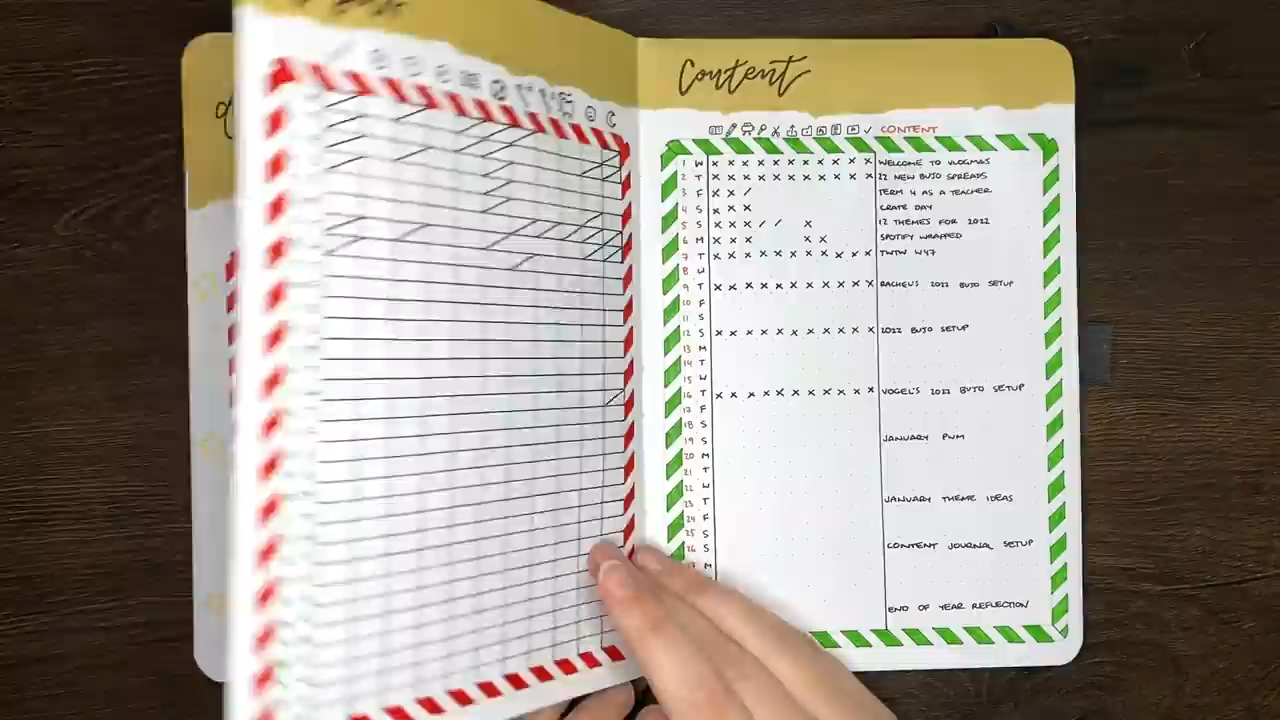 Content
CONTENT
1 W x x x x x x x x x x x WELCOME TO VLOGMAS
2 T x x x x x x x x x x x 22 NEW BUJO SPREADS
3 F x x / TERM 4 AS A TEACHER
4 S x x x CRATE DAY
5 S x x x / / x 12 THEMES FOR 2022
6 M x x x x x SPOTIFY WRAPPED
7 T x x x x x x x x x x x TWTW W47
8 W
9 T x x x x x x x x x x x RACHEL'S 2022 BUJO SETUP
10 F
11 S
12 S x x x x x x x x x x x 2022 BUJO SETUP
13 M
14 T
15 W
16 T x x x x x x x x x x x VOGEL'S 2022 BUJO SETUP
17 F
18 S
19 S JANUARY PWM
20 M
21 T
22 W
23 T JANUARY THEME IDEAS
24 F
25 S
26 S CONTENT JOURNAL SETUP
M
END OF YEAR REFLECTION